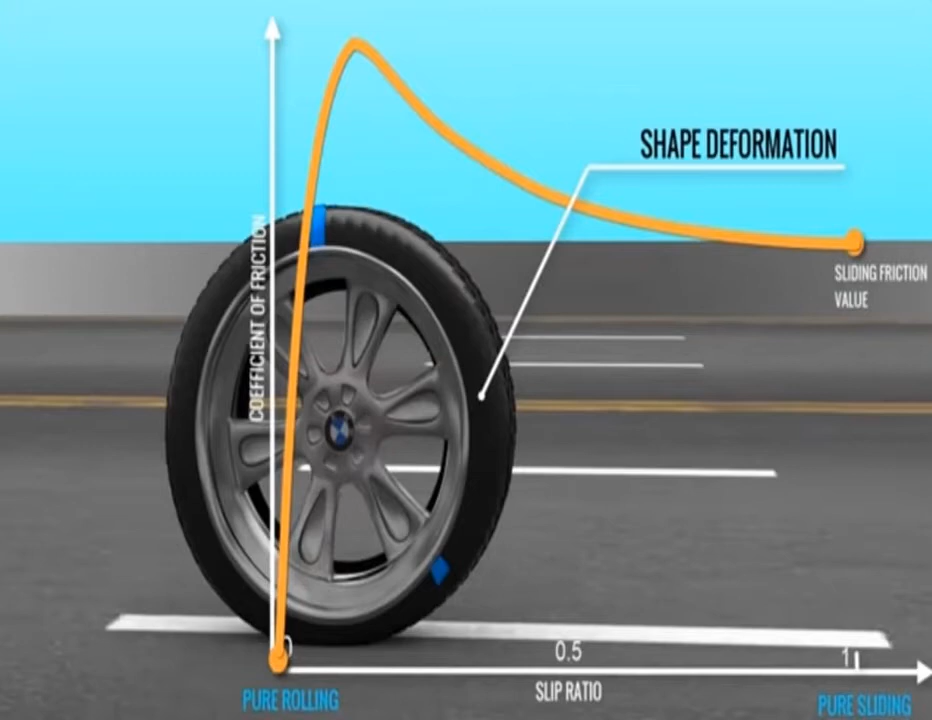 SHAPE DEFORMATION
COEFFICIENT OF FRICTION
SLIDING FRICTION
VALUE
0
0.5
1
SLIP RATIO
PURE ROLLING
PURE SLIDING